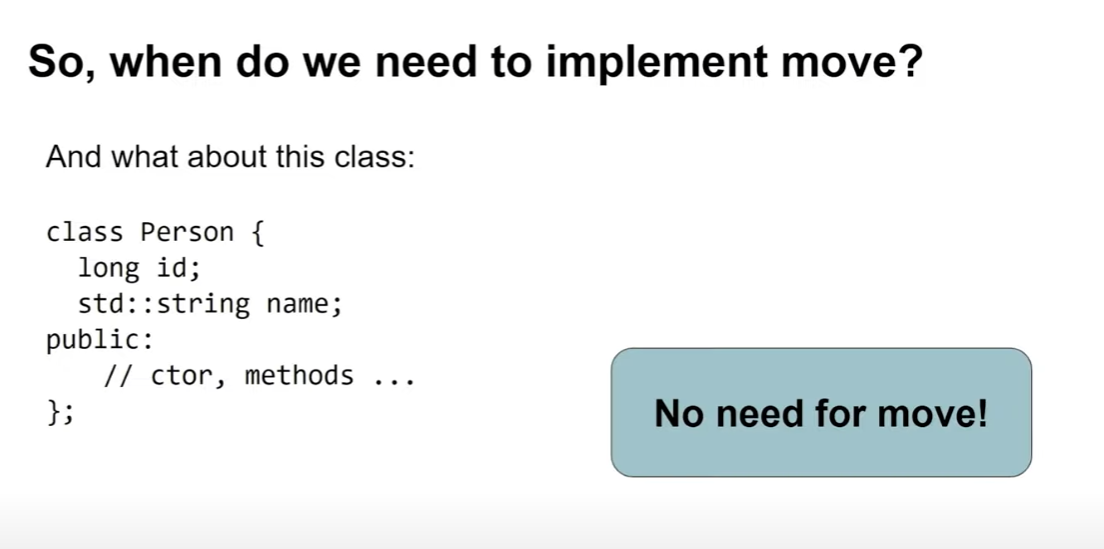 So, when do we need to implement move?
And what about this class:
class Person {
  long id;
  std::string name;
public:
    // ctor, methods ...
};
No need for move!